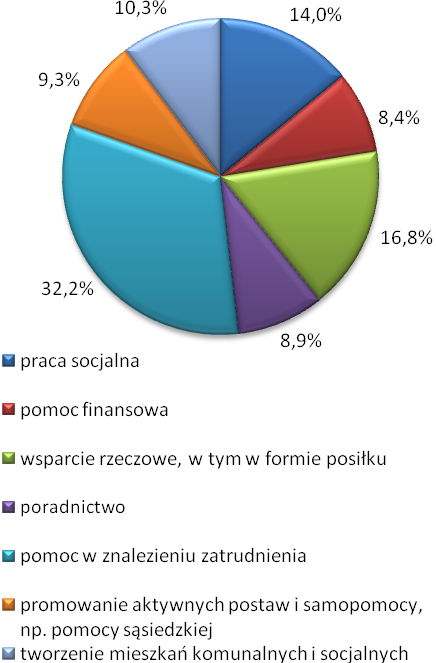 10,3%
14,0%
9,3%
8,4%
16,8%
32,2%
8,9%
praca socjalna
pomoc finansowa
wsparcie rzeczowe, w tym w formie posiłku
poradnictwo
pomoc w znalezieniu zatrudnienia
promowanie aktywnych postaw i samopomocy,
np. pomocy sąsiedzkiej
tworzenie mieszkań komunalnych i socjalnych